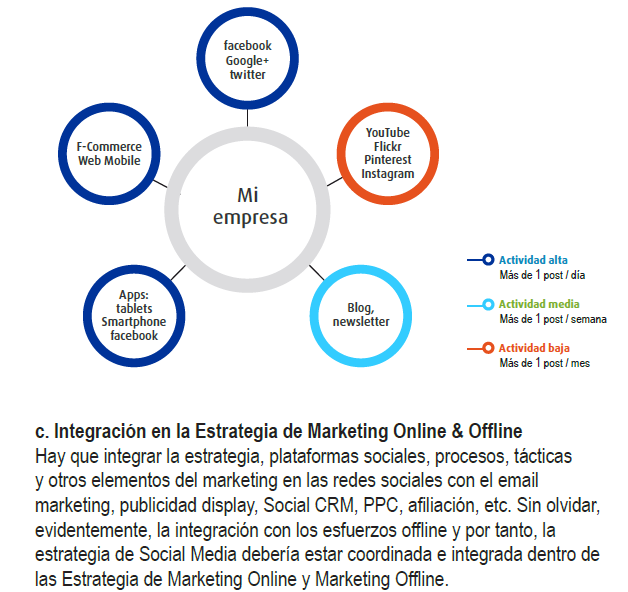 facebook
Google+
twitter
F-Commerce
Web Mobile
YouTube
Flickr
Pinterest
Instagram
Mi
empresa
Apps:
tablets
Smartphone
facebook
Blog,
newsletter
Actividad alta
Más de 1 post / día
Actividad media
Más de 1 post / semana
Actividad baja
Más de 1 post / mes
c. Integración en la Estrategia de Marketing Online & Offline
Hay que integrar la estrategia, plataformas sociales, procesos, tácticas
y otros elementos del marketing en las redes sociales con el email
marketing, publicidad display, Social CRM, PPC, afiliación, etc. Sin olvidar,
evidentemente, la integración con los esfuerzos offline y por tanto, la
estrategia de Social Media debería estar coordinada e integrada dentro de
las Estrategia de Marketing Online y Marketing Offline.